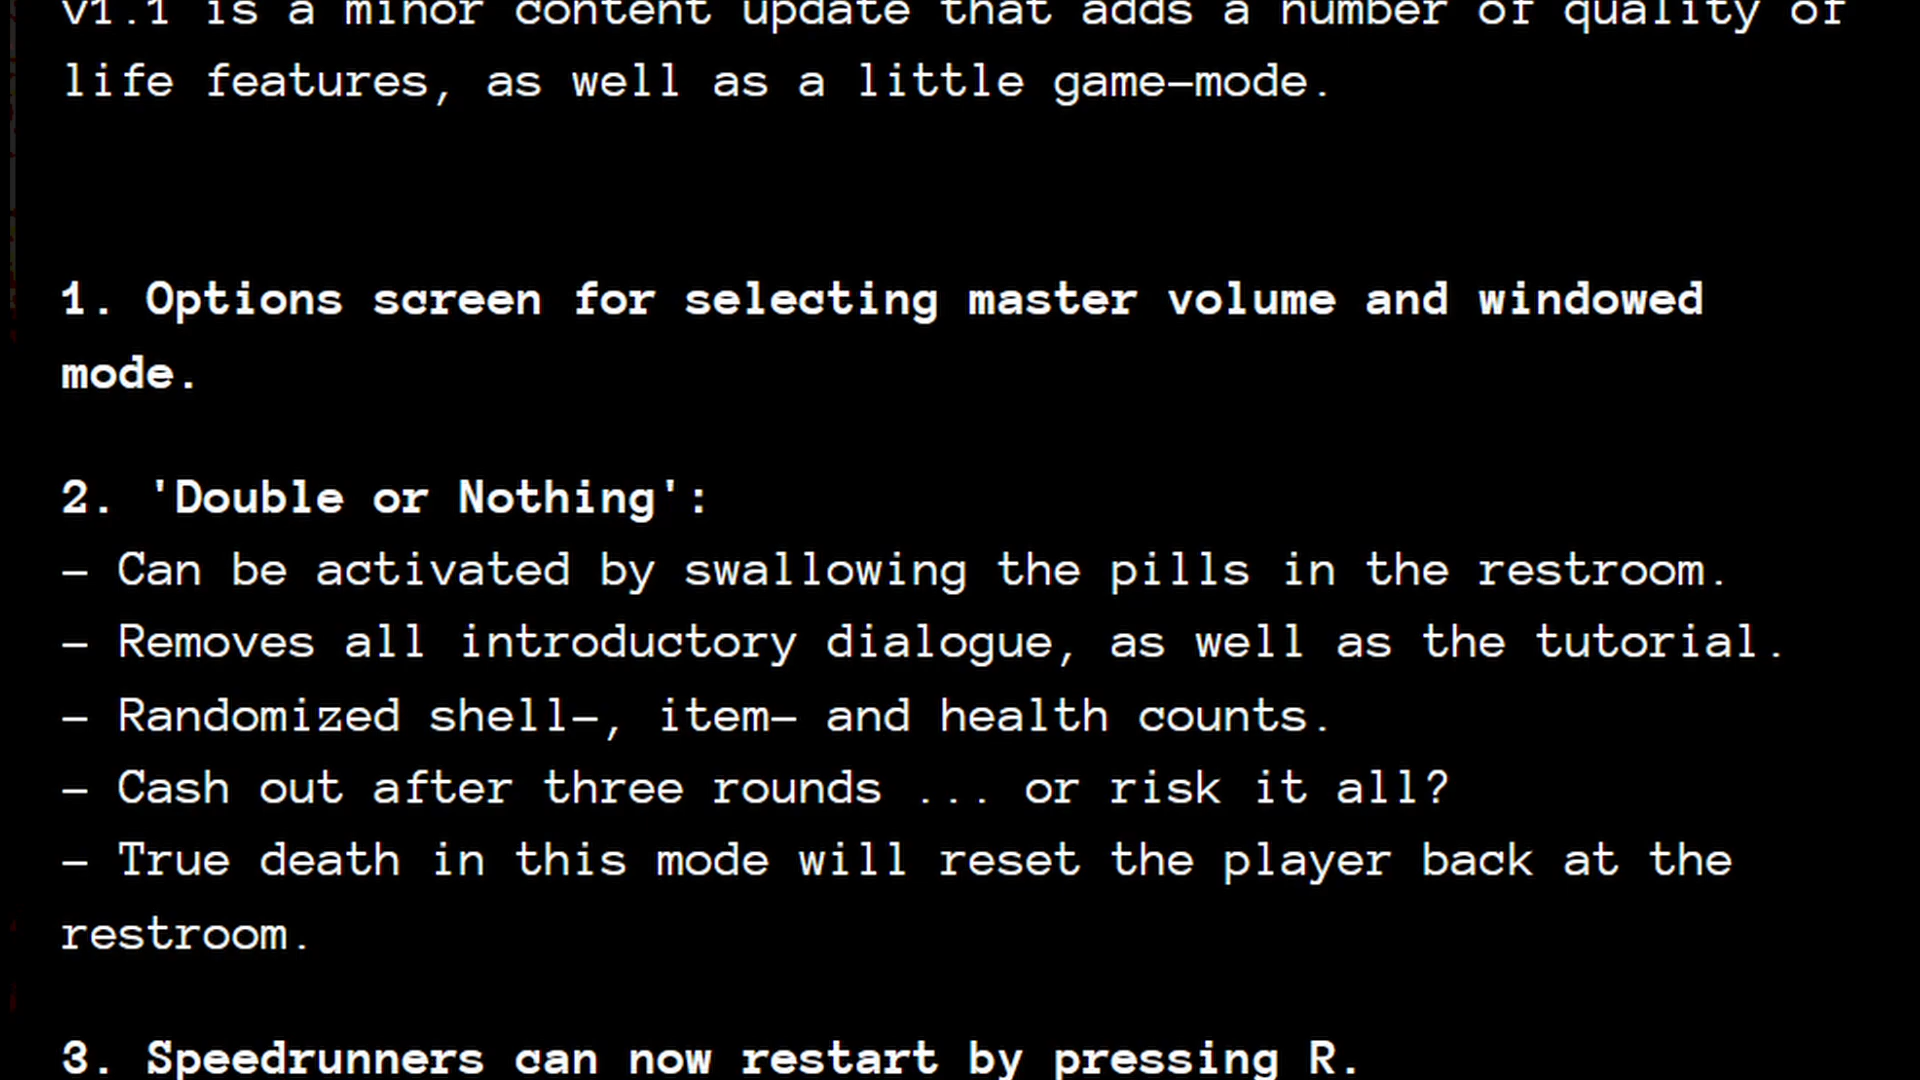 v1.1 is a minor content update that adds a number of quality of
life features, as well as a little game-mode.
1. Options screen for selecting master volume and windowed
mode.
2. 'Double or Nothing':
- Can be activated by swallowing the pills in the restroom.
- Removes all introductory dialogue, as well as the tutorial.
- Randomized shell-, item- and health counts.
- Cash out after three rounds ... or risk it all?
- True death in this mode will reset the player back at the
restroom.
3. Speedrunners can now restart by pressing R.